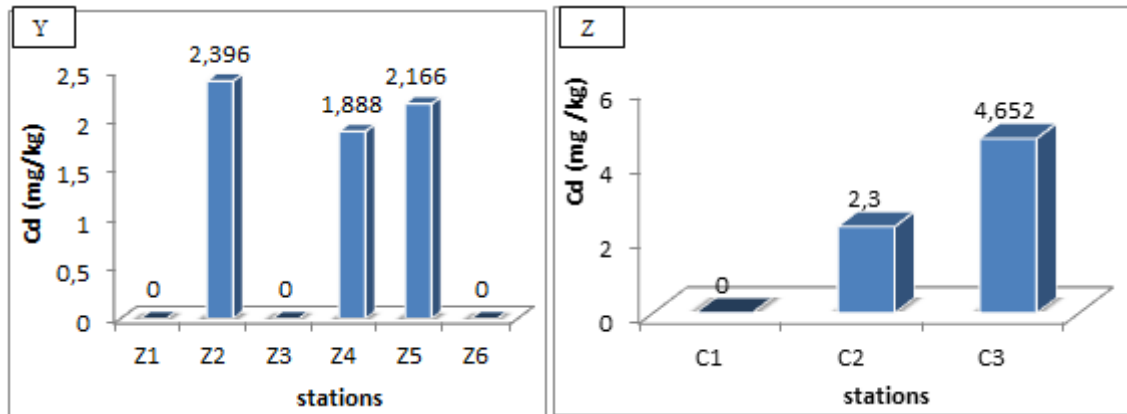 Y
Cd (mg/kg)
2,5
2
1,5
1
0,5
0
0
2,396
0
1,888
2,166
0
Z1 Z2 Z3 Z4 Z5 Z6
stations
Z
Cd (mg /kg)
6
4
2
0
0
2,3
4,652
C1 C2 C3
stations